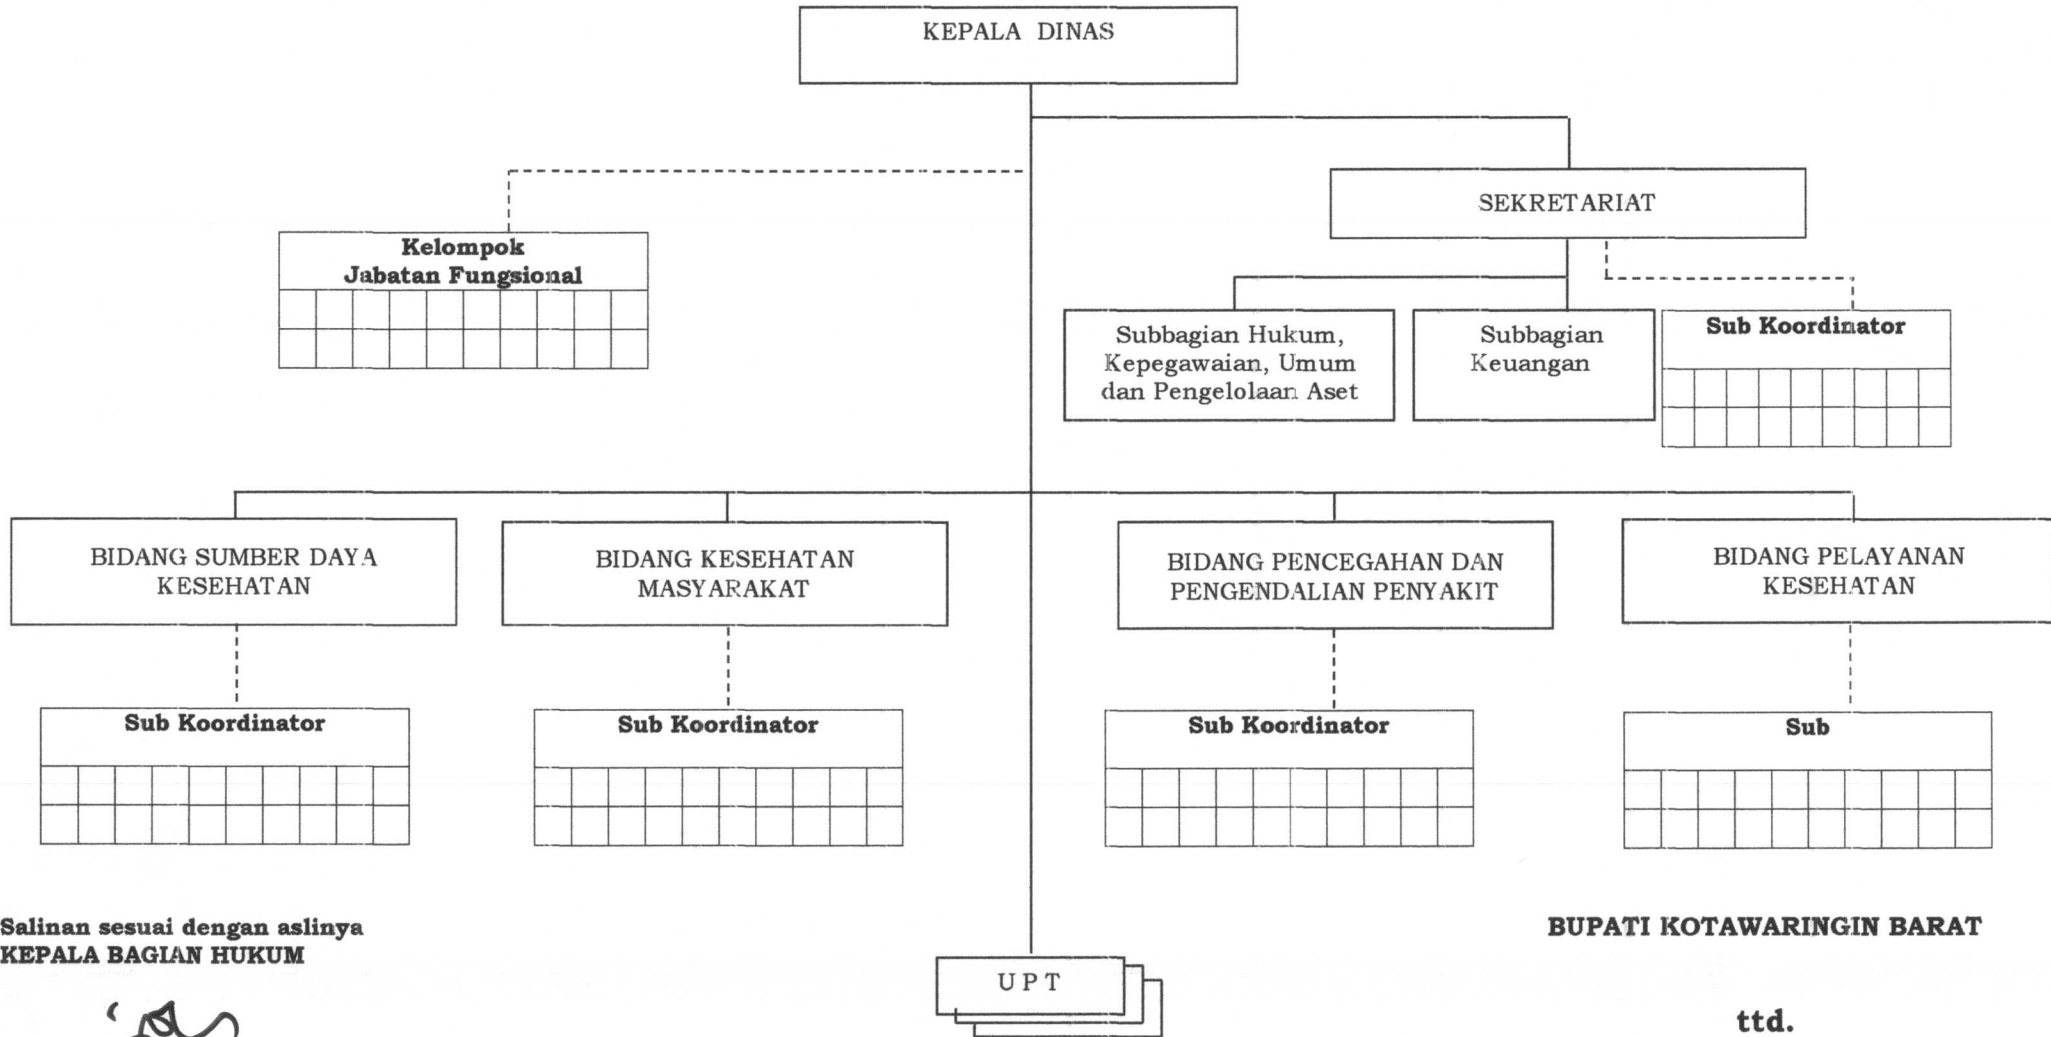 KEPALA DINAS
SEKRETARIAT
Kelompok
Jabatan Fungsional
Subbagian Hukum,
Kepegawaian, Umum
dan Pengelolaan Aset
Subbagian
Keuangan
Sub Koordinator
BIDANG SUMBER DAYA
KESEHATAN
BIDANG KESEHATAN
MASYARAKAT
BIDANG PENCEGAHAN DAN
PENGENDALIAN PENYAKIT
BIDANG PELAYANAN
KESEHATAN
Sub Koordinator
Sub Koordinator
Sub Koordinator
Sub
Salinan sesuai dengan aslinya
KEPALA BAGIAN HUKUM
BUPATI KOTAWARINGIN BARAT
U P T
ttd.